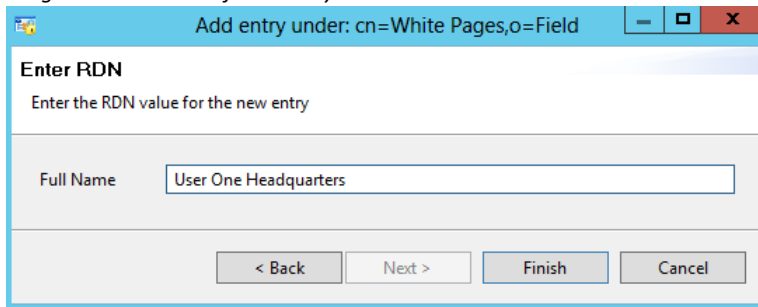 Add entry under: cn=White Pages,o=Field
Enter RDN
Enter the RDN value for the new entry
Full Name User One Headquarters
< Back Next > Finish Cancel